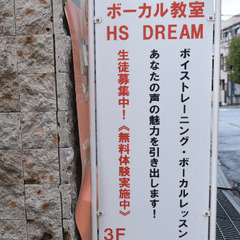 ボーカル教室
HS DREAM
ボイストレーニング・ボーカルレッスン
あなたの声の魅力を引き出します!
生徒募集中!《無料体験実施中》
3F